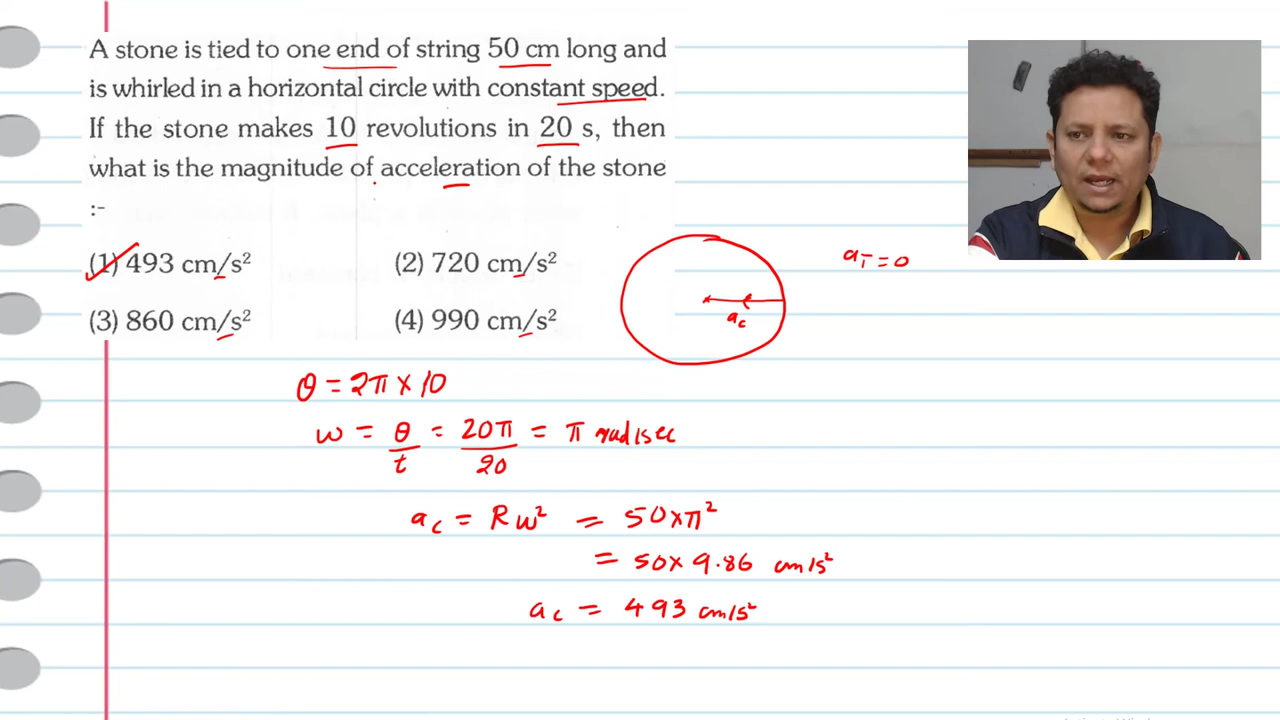 A stone is tied to one end of string 50 cm long and
is whirled in a horizontal circle with constant speed.
If the stone makes 10 revolutions in 20 s, then
what is the magnitude of acceleration of the stone
:-
(1) 493 cm/s² (2) 720 cm/s²
(3) 860 cm/s² (4) 990 cm/s²
a_T = 0
a_c
θ = 2π × 10
w = θ/t = 20π/20 = π rad/sec
a_c = Rw² = 50×π²
= 50× 9.86 cm/s²
a_c = 493 cm/s²